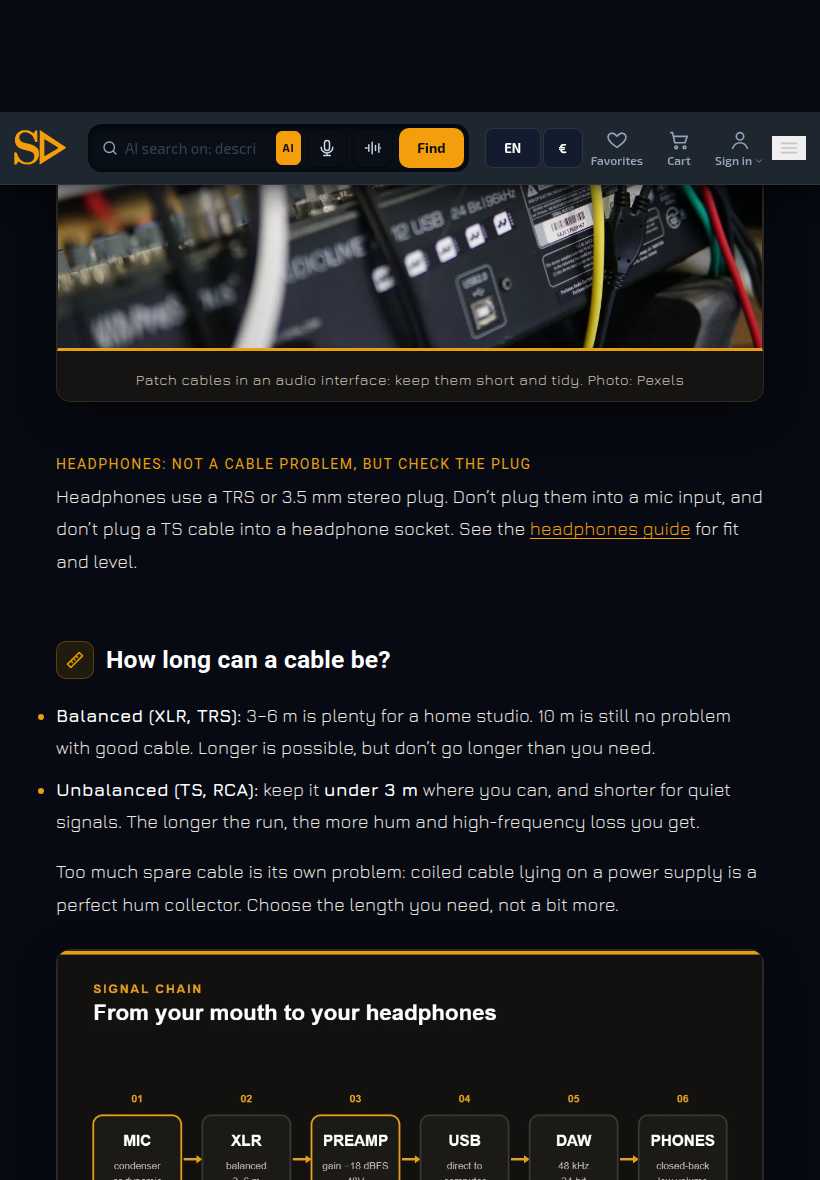 SD
AI search on: descri
AI
Find
EN
€
Favorites
Cart
Sign in
12 USB 24 Bit/96kHz
USB2.0
Patch cables in an audio interface: keep them short and tidy. Photo: Pexels
HEADPHONES: NOT A CABLE PROBLEM, BUT CHECK THE PLUG
Headphones use a TRS or 3.5 mm stereo plug. Don’t plug them into a mic input, and
don’t plug a TS cable into a headphone socket. See the headphones guide for fit
and level.
How long can a cable be?
Balanced (XLR, TRS): 3–6 m is plenty for a home studio. 10 m is still no problem
with good cable. Longer is possible, but don’t go longer than you need.
Unbalanced (TS, RCA): keep it under 3 m where you can, and shorter for quiet
signals. The longer the run, the more hum and high-frequency loss you get.
Too much spare cable is its own problem: coiled cable lying on a power supply is a
perfect hum collector. Choose the length you need, not a bit more.
SIGNAL CHAIN
From your mouth to your headphones
01 02 03 04 05 06
MIC XLR PREAMP USB DAW PHONES
condenser balanced gain −18 dBFS direct to 48 kHz closed-back